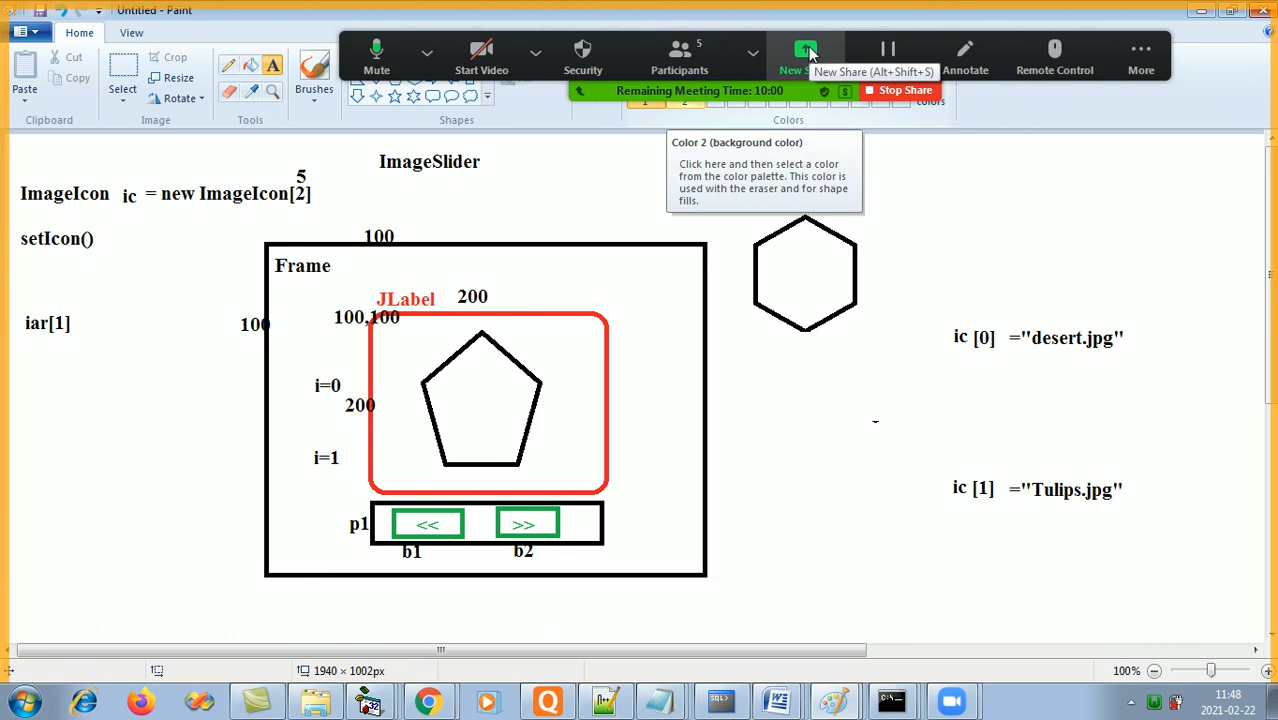 Untitled - Paint
Home
View
Cut
Copy
Paste
Clipboard
Crop
Resize
Rotate
Select
Image
Tools
Brushes
Shapes
Colors
colors
Mute
Start Video
Security
5
Participants
New S
Annotate
Remote Control
More
New Share (Alt+Shift+S)
Remaining Meeting Time: 10:00
Stop Share
1
2
Color 2 (background color)
Click here and then select a color
from the color palette. This color is
used with the eraser and for shape
fills.
ImageSlider
5
ImageIcon ic = new ImageIcon[2]
setIcon()
100
Frame
JLabel
200
100,100
iar[1]
100
ic [0] ="desert.jpg"
i=0
200
i=1
ic [1] ="Tulips.jpg"
p1
<<
>>
b1
b2
1940 × 1002px
100%
11:48
2021-02-22